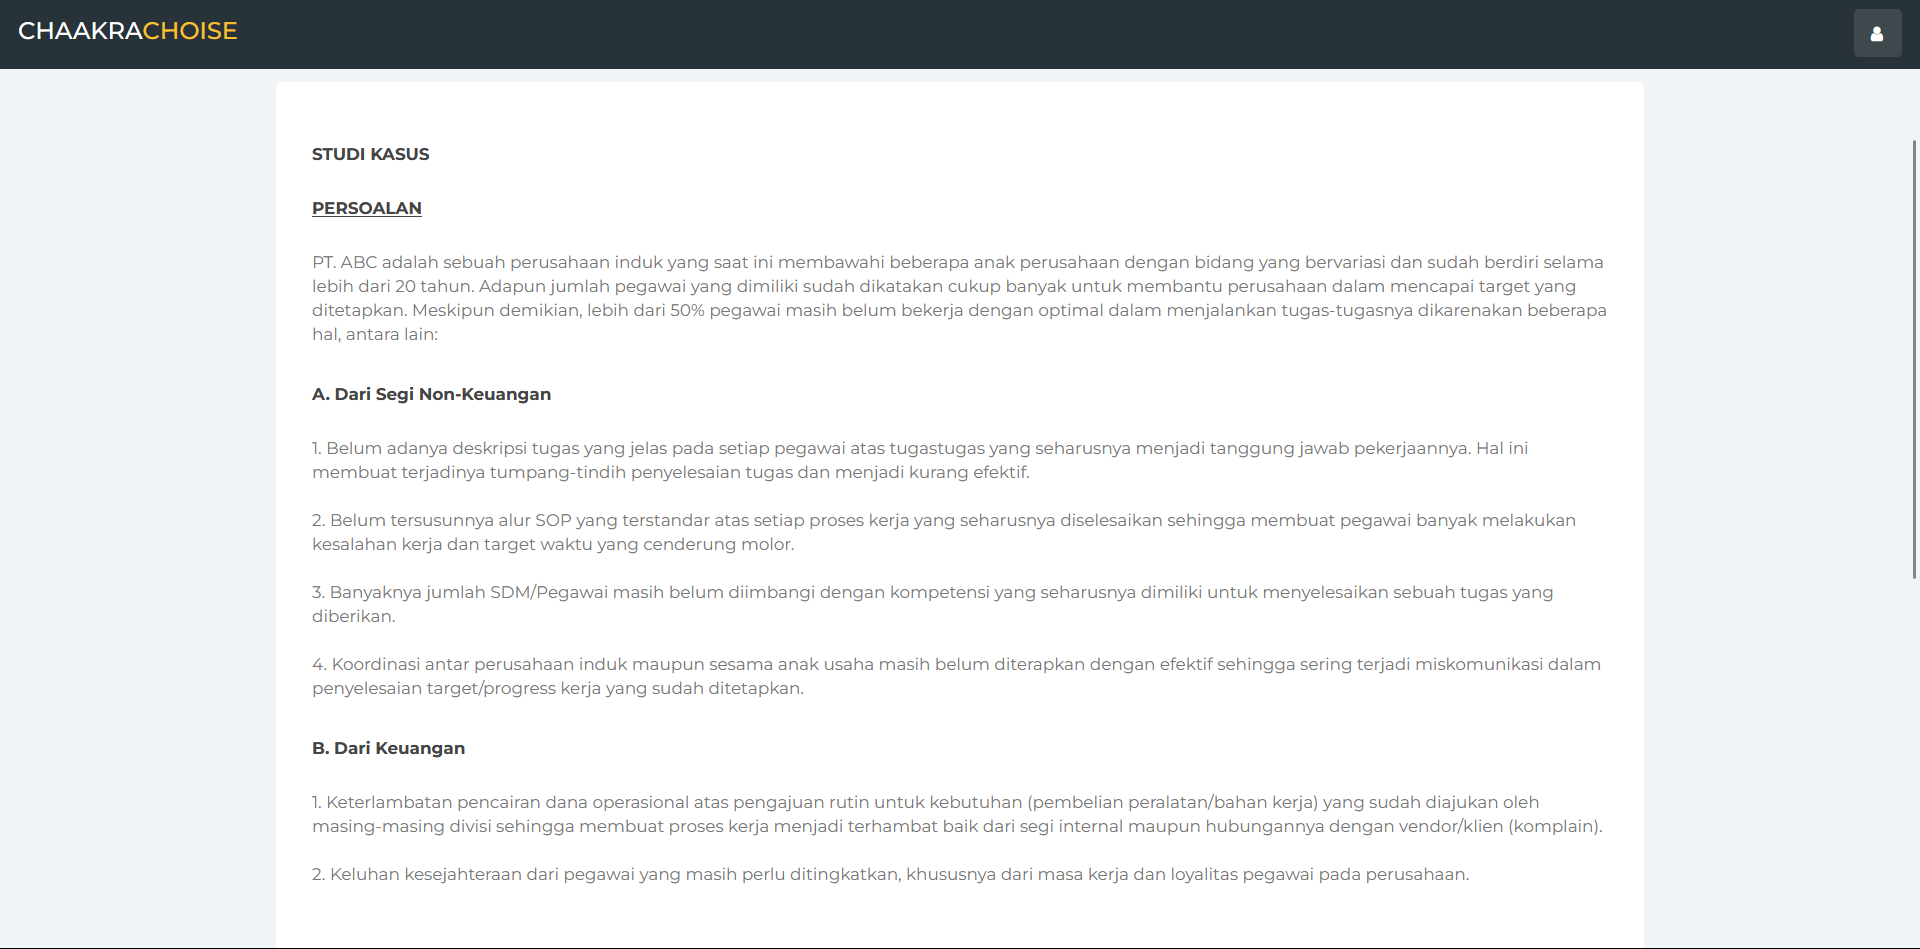 CHAAKRACHOISE
STUDI KASUS
PERSOALAN
PT. ABC adalah sebuah perusahaan induk yang saat ini membawahi beberapa anak perusahaan dengan bidang yang bervariasi dan sudah berdiri selama
lebih dari 20 tahun. Adapun jumlah pegawai yang dimiliki sudah dikatakan cukup banyak untuk membantu perusahaan dalam mencapai target yang
ditetapkan. Meskipun demikian, lebih dari 50% pegawai masih belum bekerja dengan optimal dalam menjalankan tugas-tugasnya dikarenakan beberapa
hal, antara lain:
A. Dari Segi Non-Keuangan
1. Belum adanya deskripsi tugas yang jelas pada setiap pegawai atas tugastugas yang seharusnya menjadi tanggung jawab pekerjaannya. Hal ini
membuat terjadinya tumpang-tindih penyelesaian tugas dan menjadi kurang efektif.
2. Belum tersusunnya alur SOP yang terstandar atas setiap proses kerja yang seharusnya diselesaikan sehingga membuat pegawai banyak melakukan
kesalahan kerja dan target waktu yang cenderung molor.
3. Banyaknya jumlah SDM/Pegawai masih belum diimbangi dengan kompetensi yang seharusnya dimiliki untuk menyelesaikan sebuah tugas yang
diberikan.
4. Koordinasi antar perusahaan induk maupun sesama anak usaha masih belum diterapkan dengan efektif sehingga sering terjadi miskomunikasi dalam
penyelesaian target/progress kerja yang sudah ditetapkan.
B. Dari Keuangan
1. Keterlambatan pencairan dana operasional atas pengajuan rutin untuk kebutuhan (pembelian peralatan/bahan kerja) yang sudah diajukan oleh
masing-masing divisi sehingga membuat proses kerja menjadi terhambat baik dari segi internal maupun hubungannya dengan vendor/klien (komplain).
2. Keluhan kesejahteraan dari pegawai yang masih perlu ditingkatkan, khususnya dari masa kerja dan loyalitas pegawai pada perusahaan.